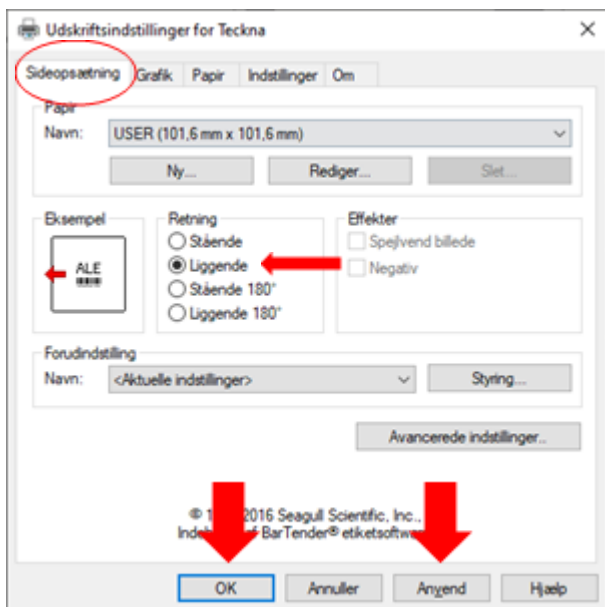 Udskriftsindstillinger for Teckna
Sideopsætning Grafik Papir Indstillinger Om
Papir
Navn: USER (101,6 mm x 101,6 mm)
Ny... Rediger... Slet...
Eksempel Retning Effekter
ALE
Stående
Liggende
Stående 180°
Liggende 180°
Spejlvend billede
Negativ
Forudindstilling
Navn: <Aktuelle indstillinger> Styring...
Avancerede indstillinger...
© 2016 Seagull Scientific, Inc.,
BarTender®
OK Annuller Anvend Hjælp